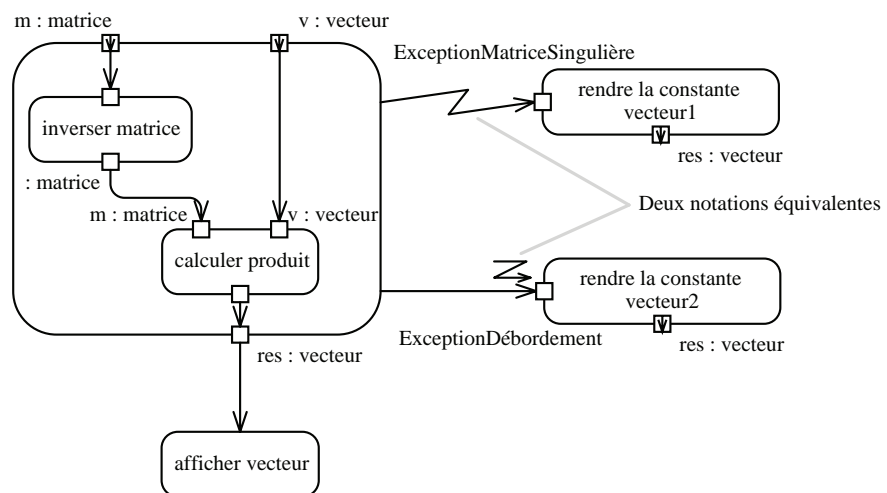 m : matrice
v : vecteur
ExceptionMatriceSingulière
rendre la constante
vecteur1
res : vecteur
inverser matrice
: matrice
m : matrice
v : vecteur
Deux notations équivalentes
calculer produit
rendre la constante
vecteur2
res : vecteur
ExceptionDébordement
res : vecteur
afficher vecteur